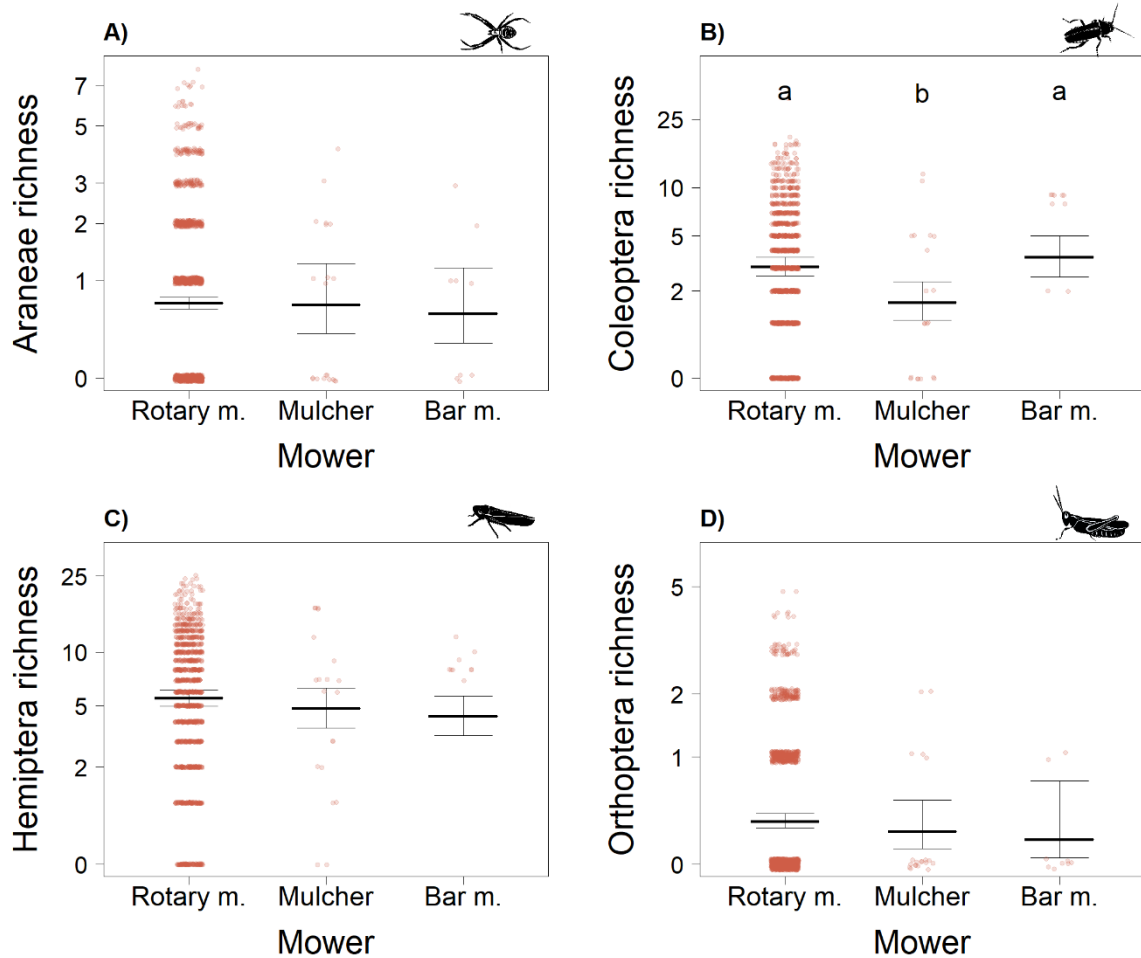 A)
Araneae richness
7
5
3
2
1
0
Rotary m. Mulcher Bar m.
Mower
B)
Coleoptera richness
25
10
5
2
0
a b a
Rotary m. Mulcher Bar m.
Mower
C)
Hemiptera richness
25
10
5
2
0
Rotary m. Mulcher Bar m.
Mower
D)
Orthoptera richness
5
2
1
0
Rotary m. Mulcher Bar m.
Mower